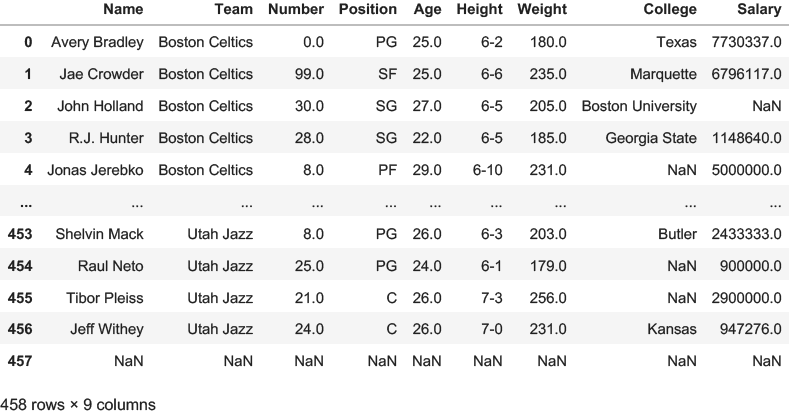 Name Team Number Position Age Height Weight College Salary
0 Avery Bradley Boston Celtics 0.0 PG 25.0 6-2 180.0 Texas 7730337.0
1 Jae Crowder Boston Celtics 99.0 SF 25.0 6-6 235.0 Marquette 6796117.0
2 John Holland Boston Celtics 30.0 SG 27.0 6-5 205.0 Boston University NaN
3 R.J. Hunter Boston Celtics 28.0 SG 22.0 6-5 185.0 Georgia State 1148640.0
4 Jonas Jerebko Boston Celtics 8.0 PF 29.0 6-10 231.0 NaN 5000000.0
... ... ... ... ... ... ... ... ... ...
453 Shelvin Mack Utah Jazz 8.0 PG 26.0 6-3 203.0 Butler 2433333.0
454 Raul Neto Utah Jazz 25.0 PG 24.0 6-1 179.0 NaN 900000.0
455 Tibor Pleiss Utah Jazz 21.0 C 26.0 7-3 256.0 NaN 2900000.0
456 Jeff Withey Utah Jazz 24.0 C 26.0 7-0 231.0 Kansas 947276.0
457 NaN NaN NaN NaN NaN NaN NaN NaN NaN
458 rows × 9 columns